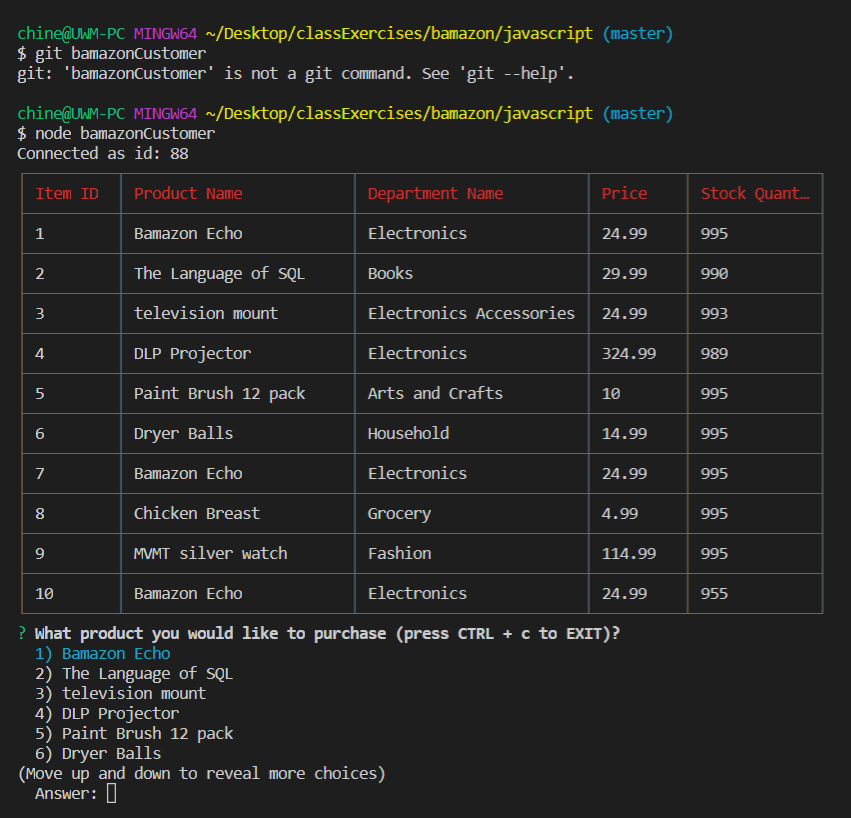 chine@UWM-PC MINGW64 ~/Desktop/classExercises/bamazon/javascript (master)
$ git bamazonCustomer
git: 'bamazonCustomer' is not a git command. See 'git --help'.
chine@UWM-PC MINGW64 ~/Desktop/classExercises/bamazon/javascript (master)
$ node bamazonCustomer
Connected as id: 88
Item ID Product Name Department Name Price Stock Quant…
1 Bamazon Echo Electronics 24.99 995
2 The Language of SQL Books 29.99 990
3 television mount Electronics Accessories 24.99 993
4 DLP Projector Electronics 324.99 989
5 Paint Brush 12 pack Arts and Crafts 10 995
6 Dryer Balls Household 14.99 995
7 Bamazon Echo Electronics 24.99 995
8 Chicken Breast Grocery 4.99 995
9 MVMT silver watch Fashion 114.99 995
10 Bamazon Echo Electronics 24.99 955
? What product you would like to purchase (press CTRL + c to EXIT)?
1) Bamazon Echo
2) The Language of SQL
3) television mount
4) DLP Projector
5) Paint Brush 12 pack
6) Dryer Balls
(Move up and down to reveal more choices)
Answer: